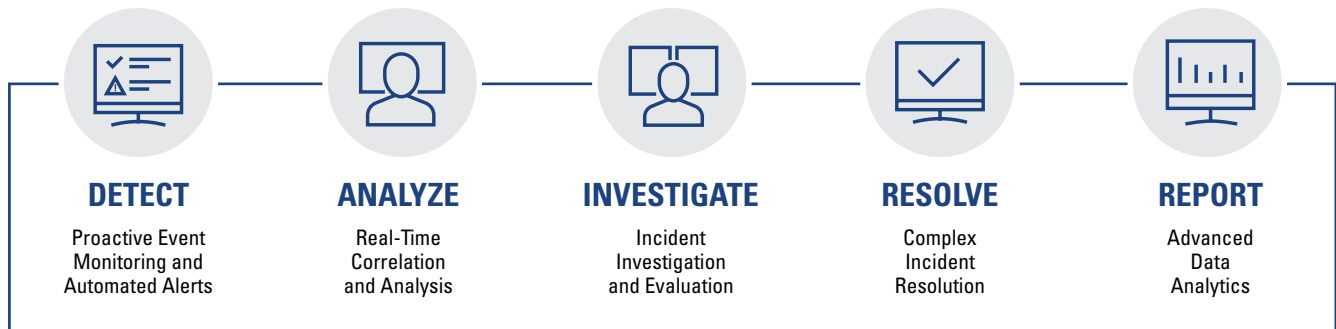 DETECT
Proactive Event
Monitoring and
Automated Alerts
ANALYZE
Real-Time
Correlation
and Analysis
INVESTIGATE
Incident
Investigation
and Evaluation
RESOLVE
Complex
Incident
Resolution
REPORT
Advanced
Data
Analytics